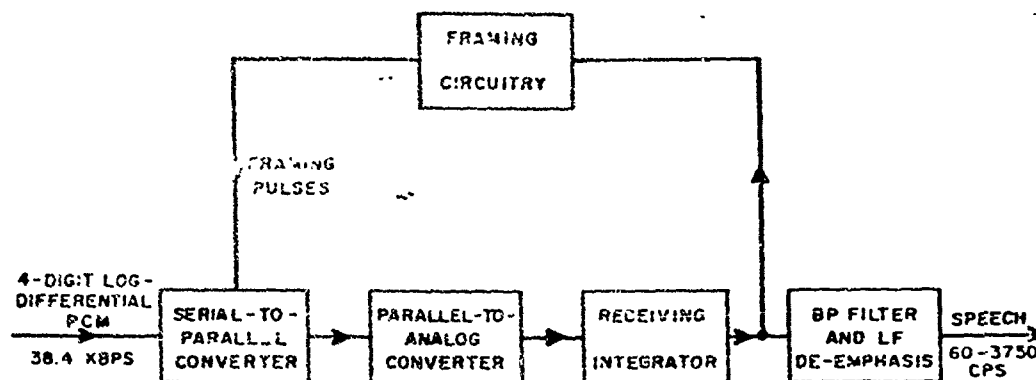 FRAMING
CIRCUITRY
FRAMING
PULSES
4-DIGIT LOG-
DIFFERENTIAL
PCM
38.4 KBPS
SERIAL-TO-
PARALLEL
CONVERTER
PARALLEL-TO-
ANALOG
CONVERTER
RECEIVING
INTEGRATOR
BP FILTER
AND LF
DE-EMPHASIS
SPEECH
60-3750
CPS